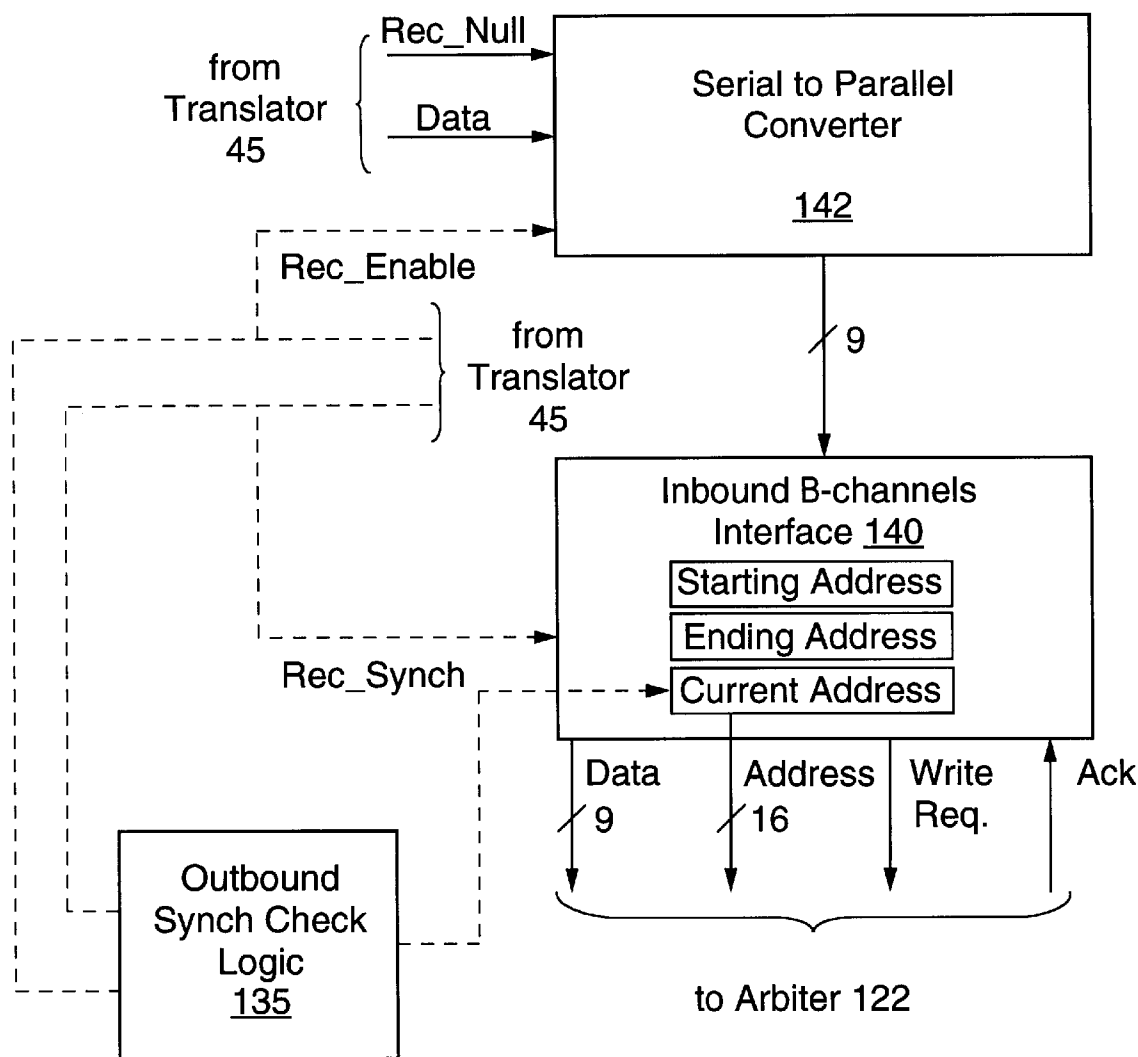 Rec_Null
from
Translator
45
Data
Serial to Parallel
Converter
142
Rec_Enable
from
Translator
45
9
Inbound B-channels
Interface 140
Starting Address
Ending Address
Current Address
Rec_Synch
Data
9
Address
16
Write
Req.
Ack
Outbound
Synch Check
Logic
135
to Arbiter 122